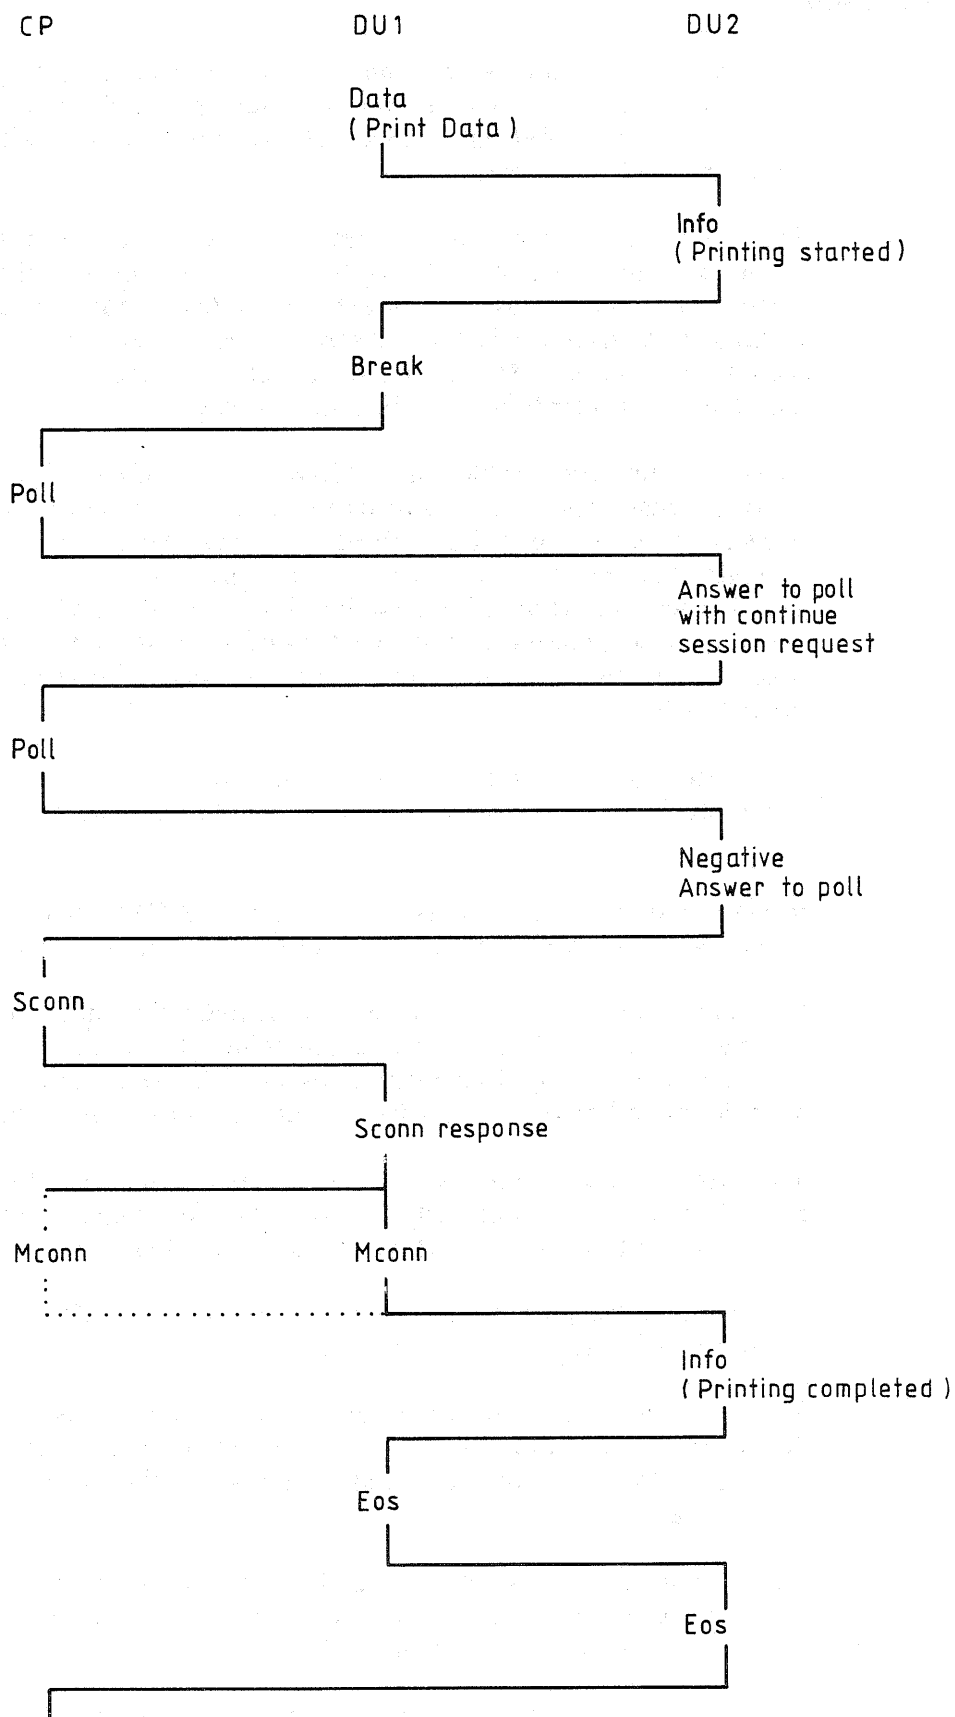 CP DU1 DU2
Data
(Print Data)
Info
(Printing started)
Break
Poll
Answer to poll
with continue
session request
Poll
Negative
Answer to poll
Sconn
Sconn response
Mconn Mconn
Info
(Printing completed)
Eos
Eos